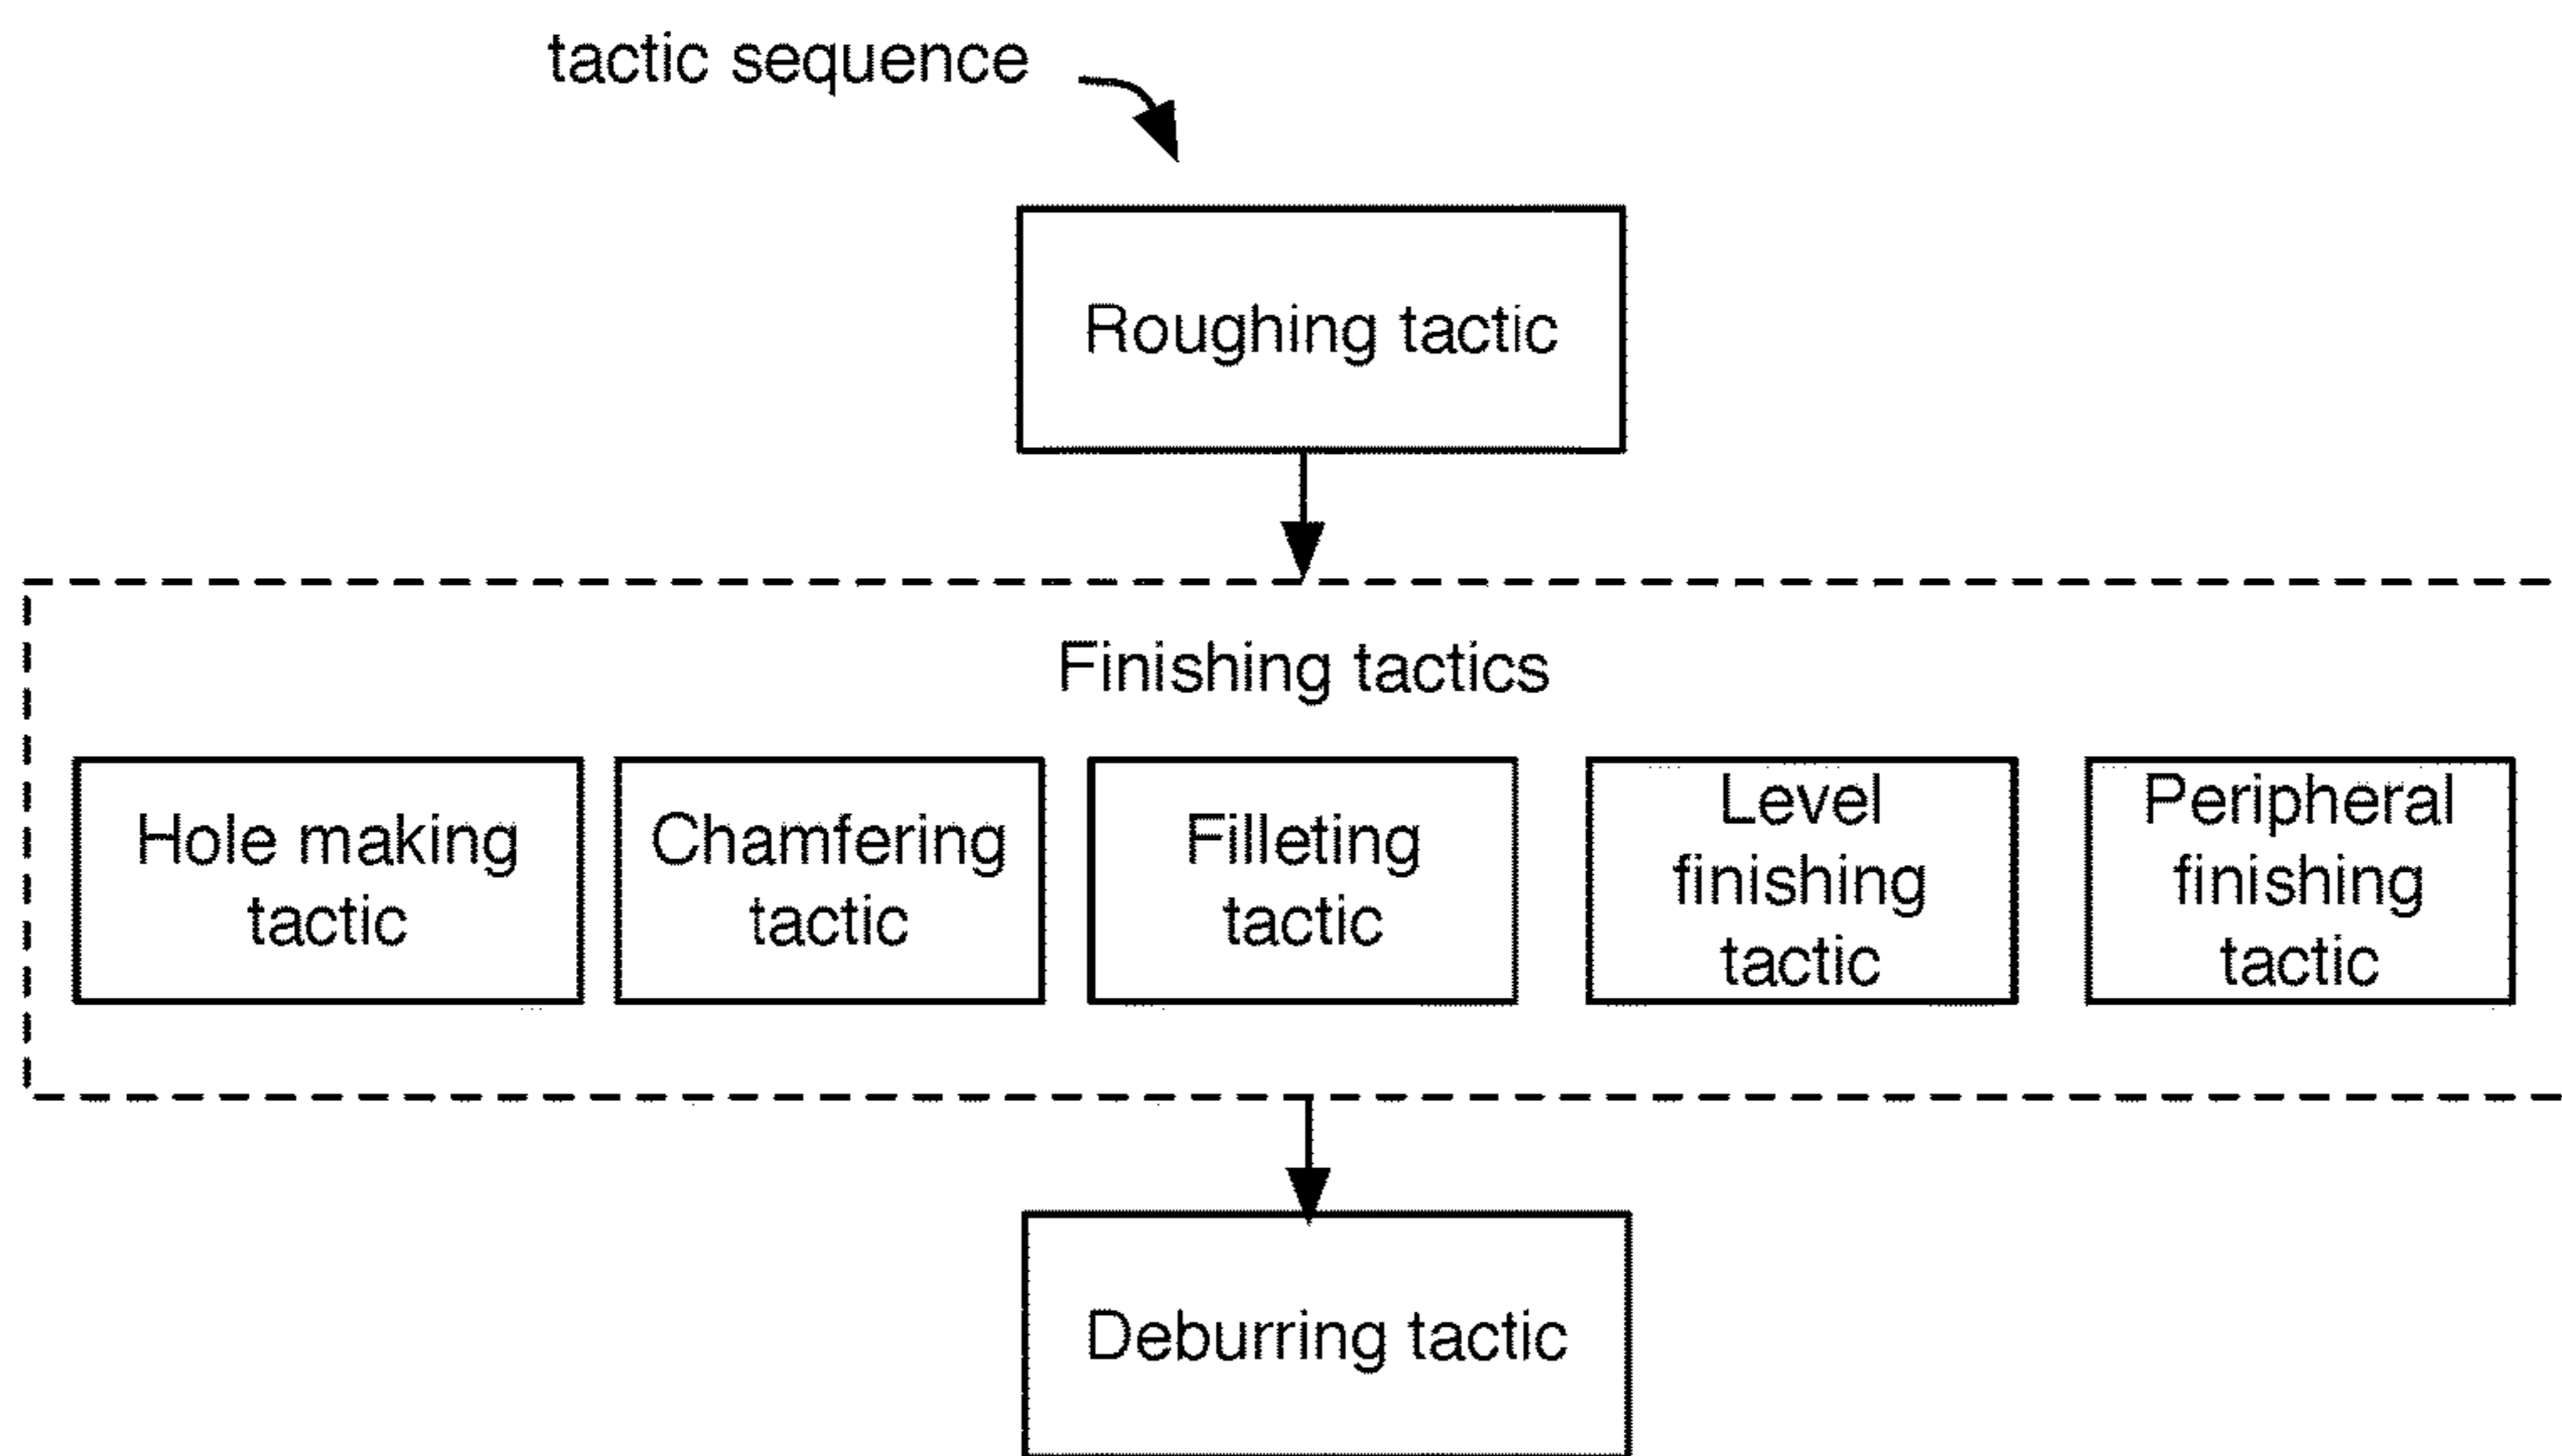 tactic sequence
Roughing tactic
Finishing tactics
Hole making
tactic
Chamfering
tactic
Filleting
tactic
Level
finishing
tactic
Peripheral
finishing
tactic
Deburring tactic